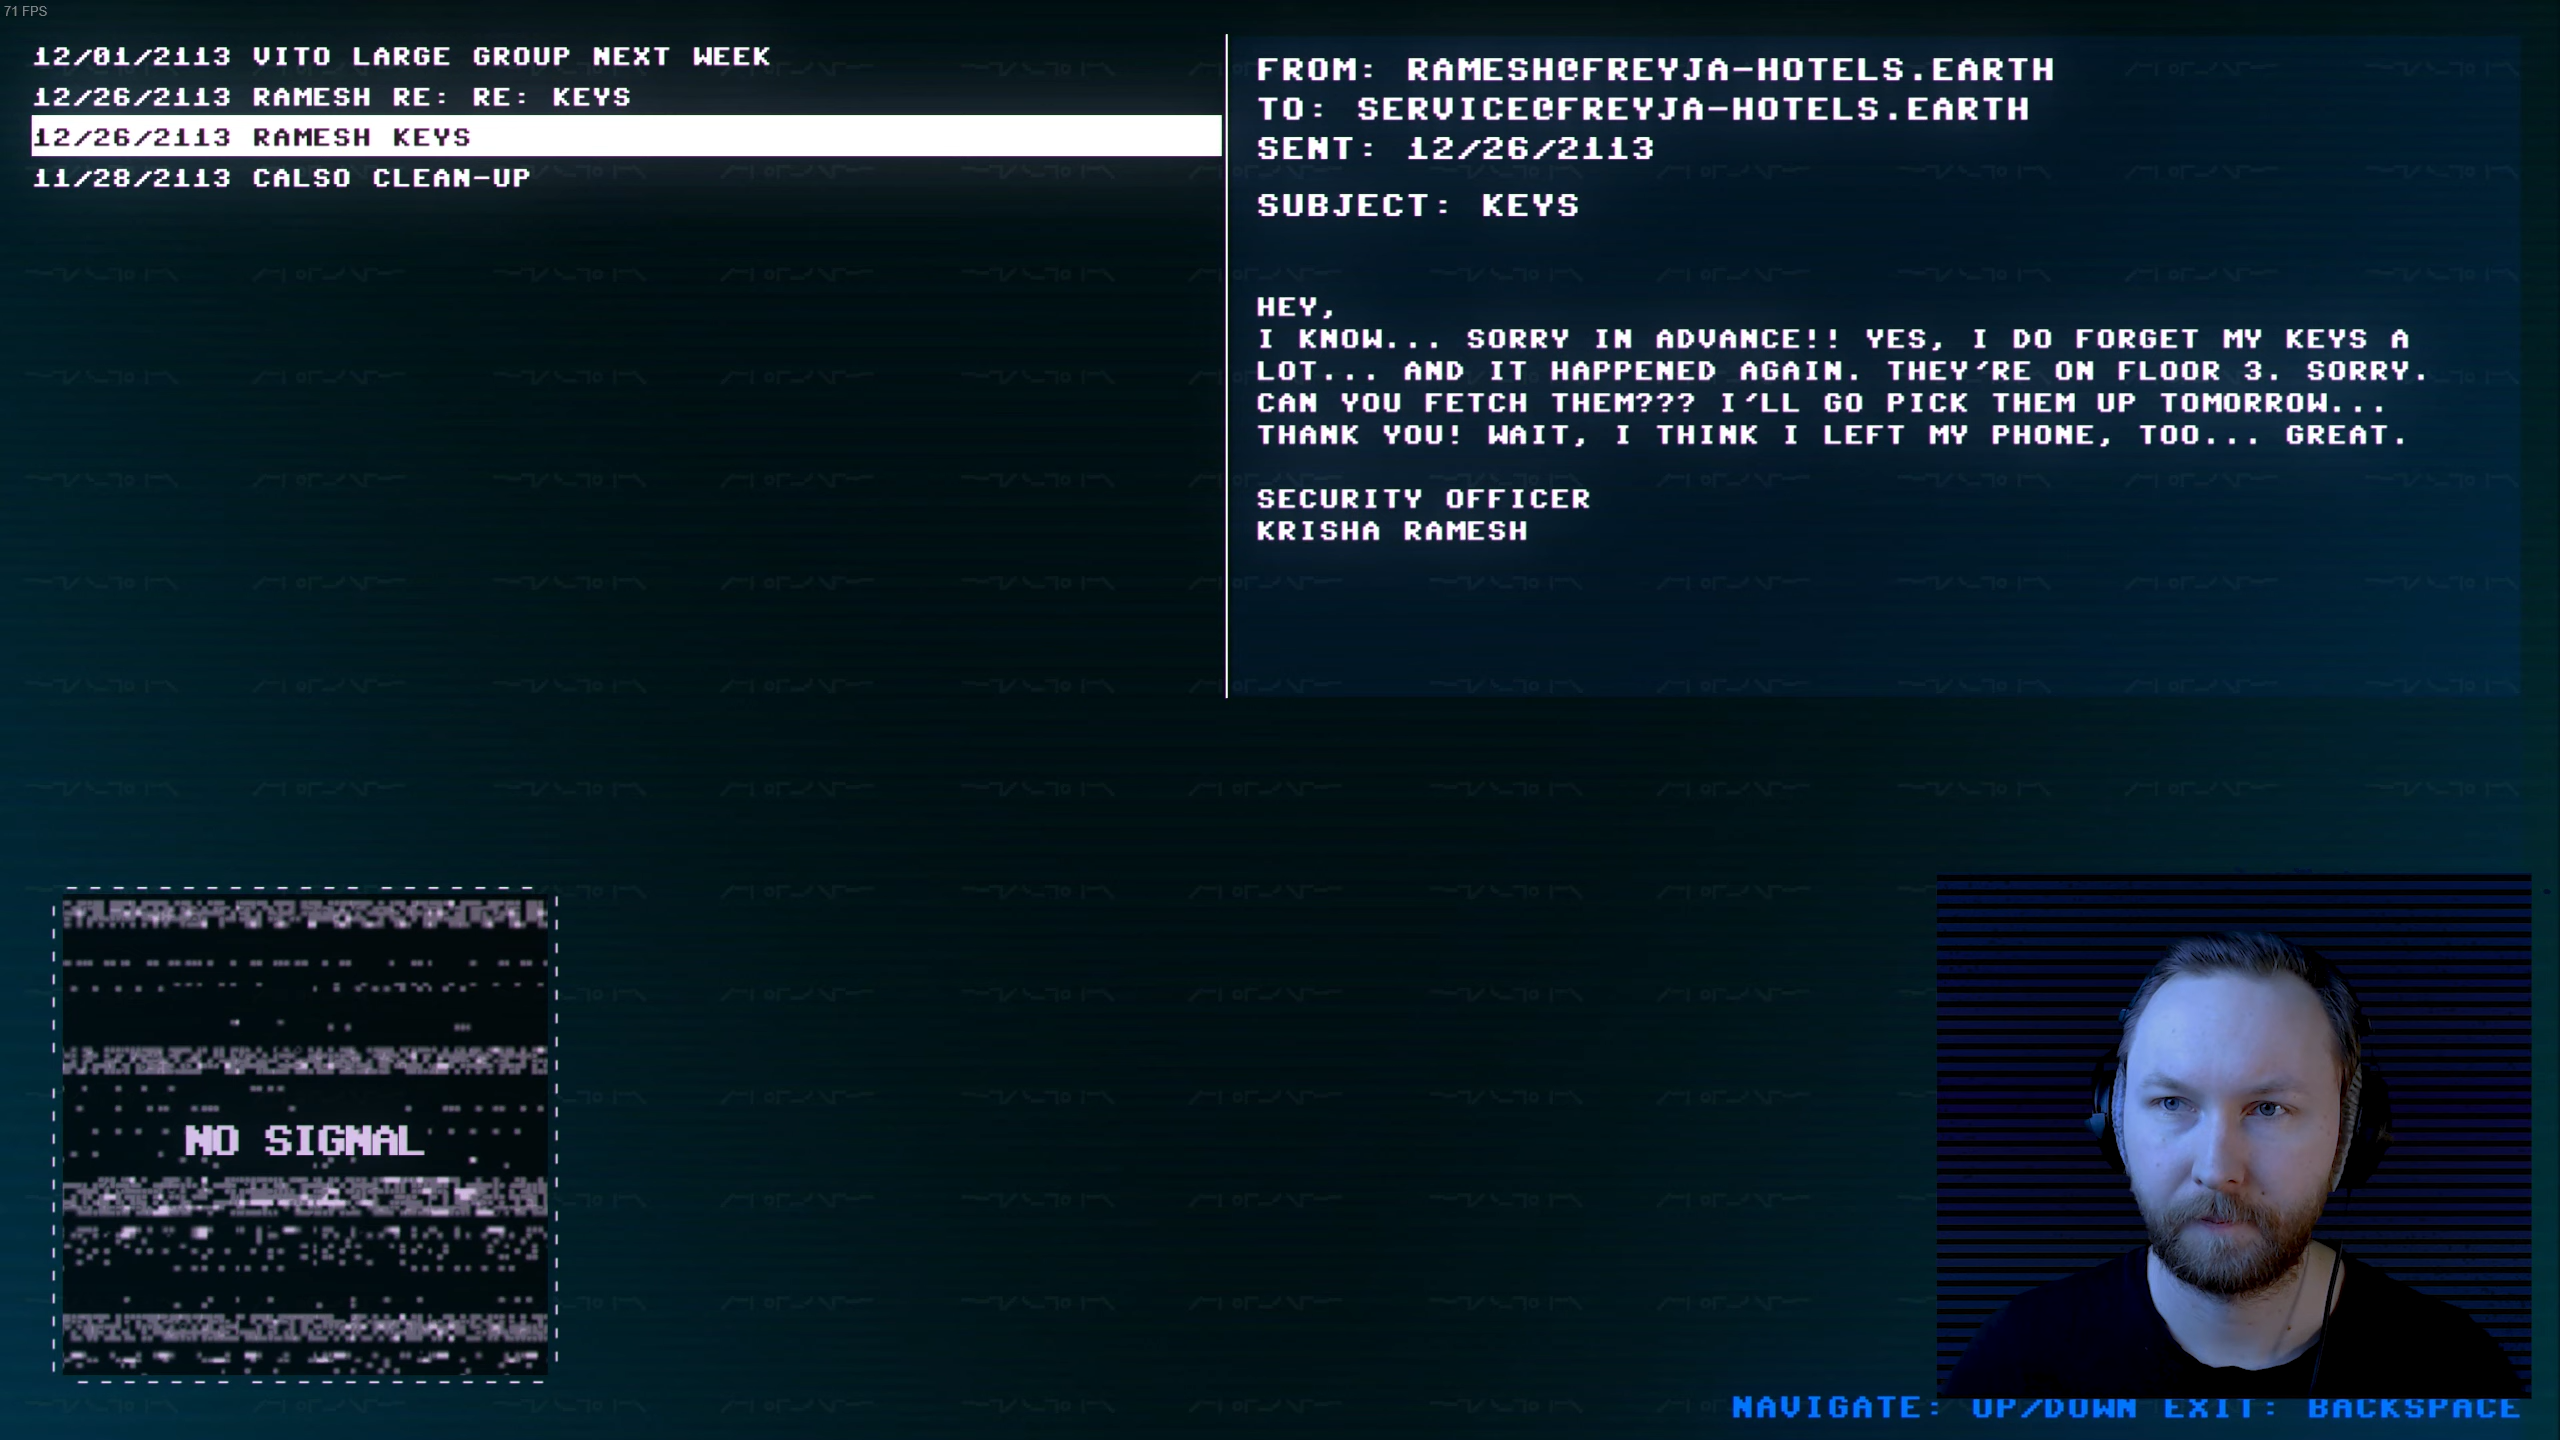 71 FPS
12/01/2113 VITO LARGE GROUP NEXT WEEK
12/26/2113 RAMESH RE: RE: KEYS
12/26/2113 RAMESH KEYS
11/28/2113 CALSO CLEAN-UP
FROM: RAMESH@FREYJA-HOTELS.EARTH
TO: SERVICE@FREYJA-HOTELS.EARTH
SENT: 12/26/2113
SUBJECT: KEYS
HEY,
I KNOW... SORRY IN ADVANCE!! YES, I DO FORGET MY KEYS A
LOT... AND IT HAPPENED AGAIN. THEY'RE ON FLOOR 3. SORRY.
CAN YOU FETCH THEM??? I'LL GO PICK THEM UP TOMORROW...
THANK YOU! WAIT, I THINK I LEFT MY PHONE, TOO... GREAT.
SECURITY OFFICER
KRISHA RAMESH
NO SIGNAL
NAVIGATE: UP/DOWN EXIT: BACKSPACE